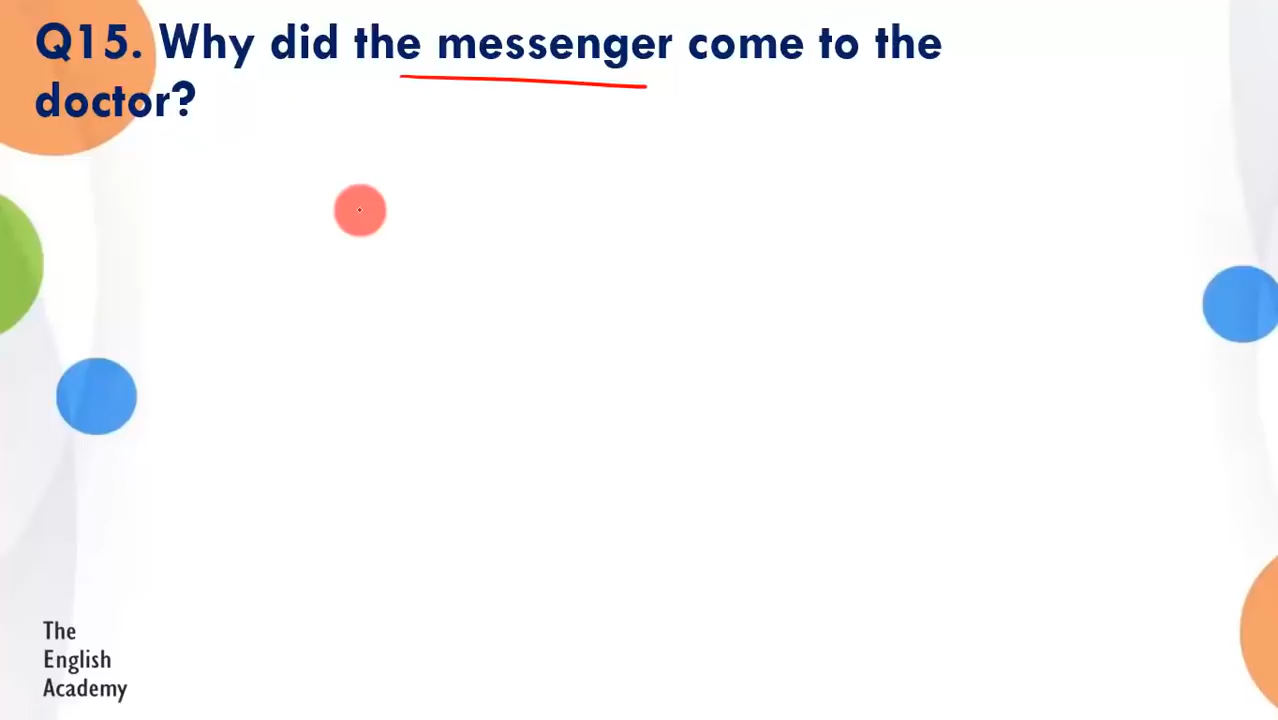 Q15. Why did the messenger come to the
doctor?
The
English
Academy